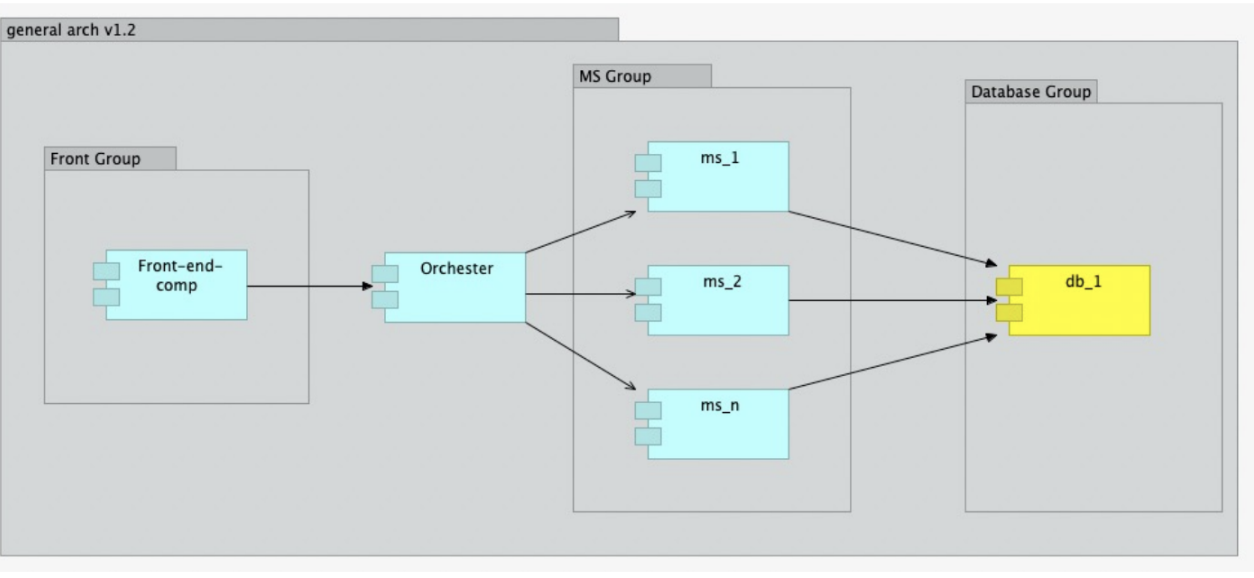 general arch v1.2
MS Group
Database Group
Front Group
ms_1
Front-end-
comp
Orchester
ms_2
db_1
ms_n